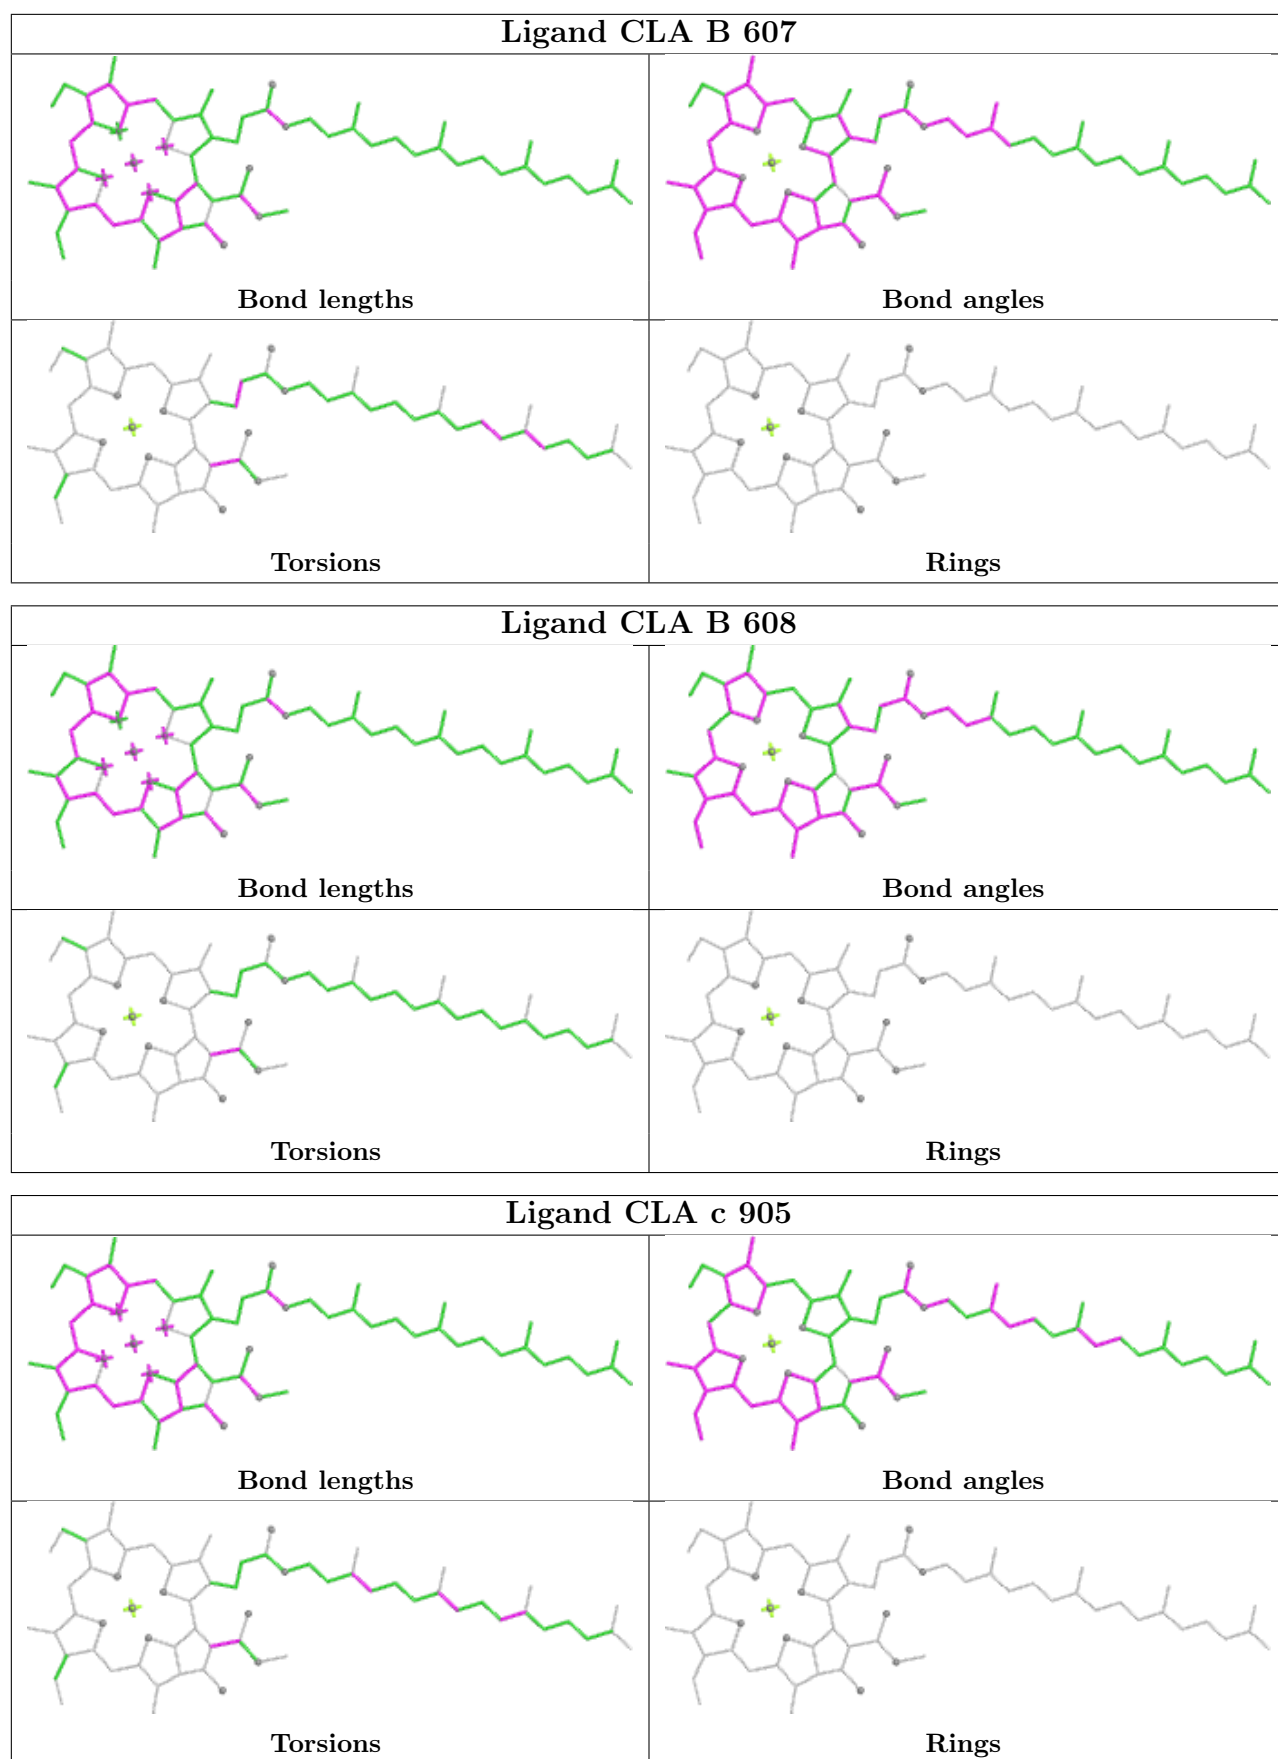 Ligand CLA B 607
Bond lengths
Bond angles
Torsions
Rings
Ligand CLA B 608
Bond lengths
Bond angles
Torsions
Rings
Ligand CLA c 905
Bond lengths
Bond angles
Torsions
Rings